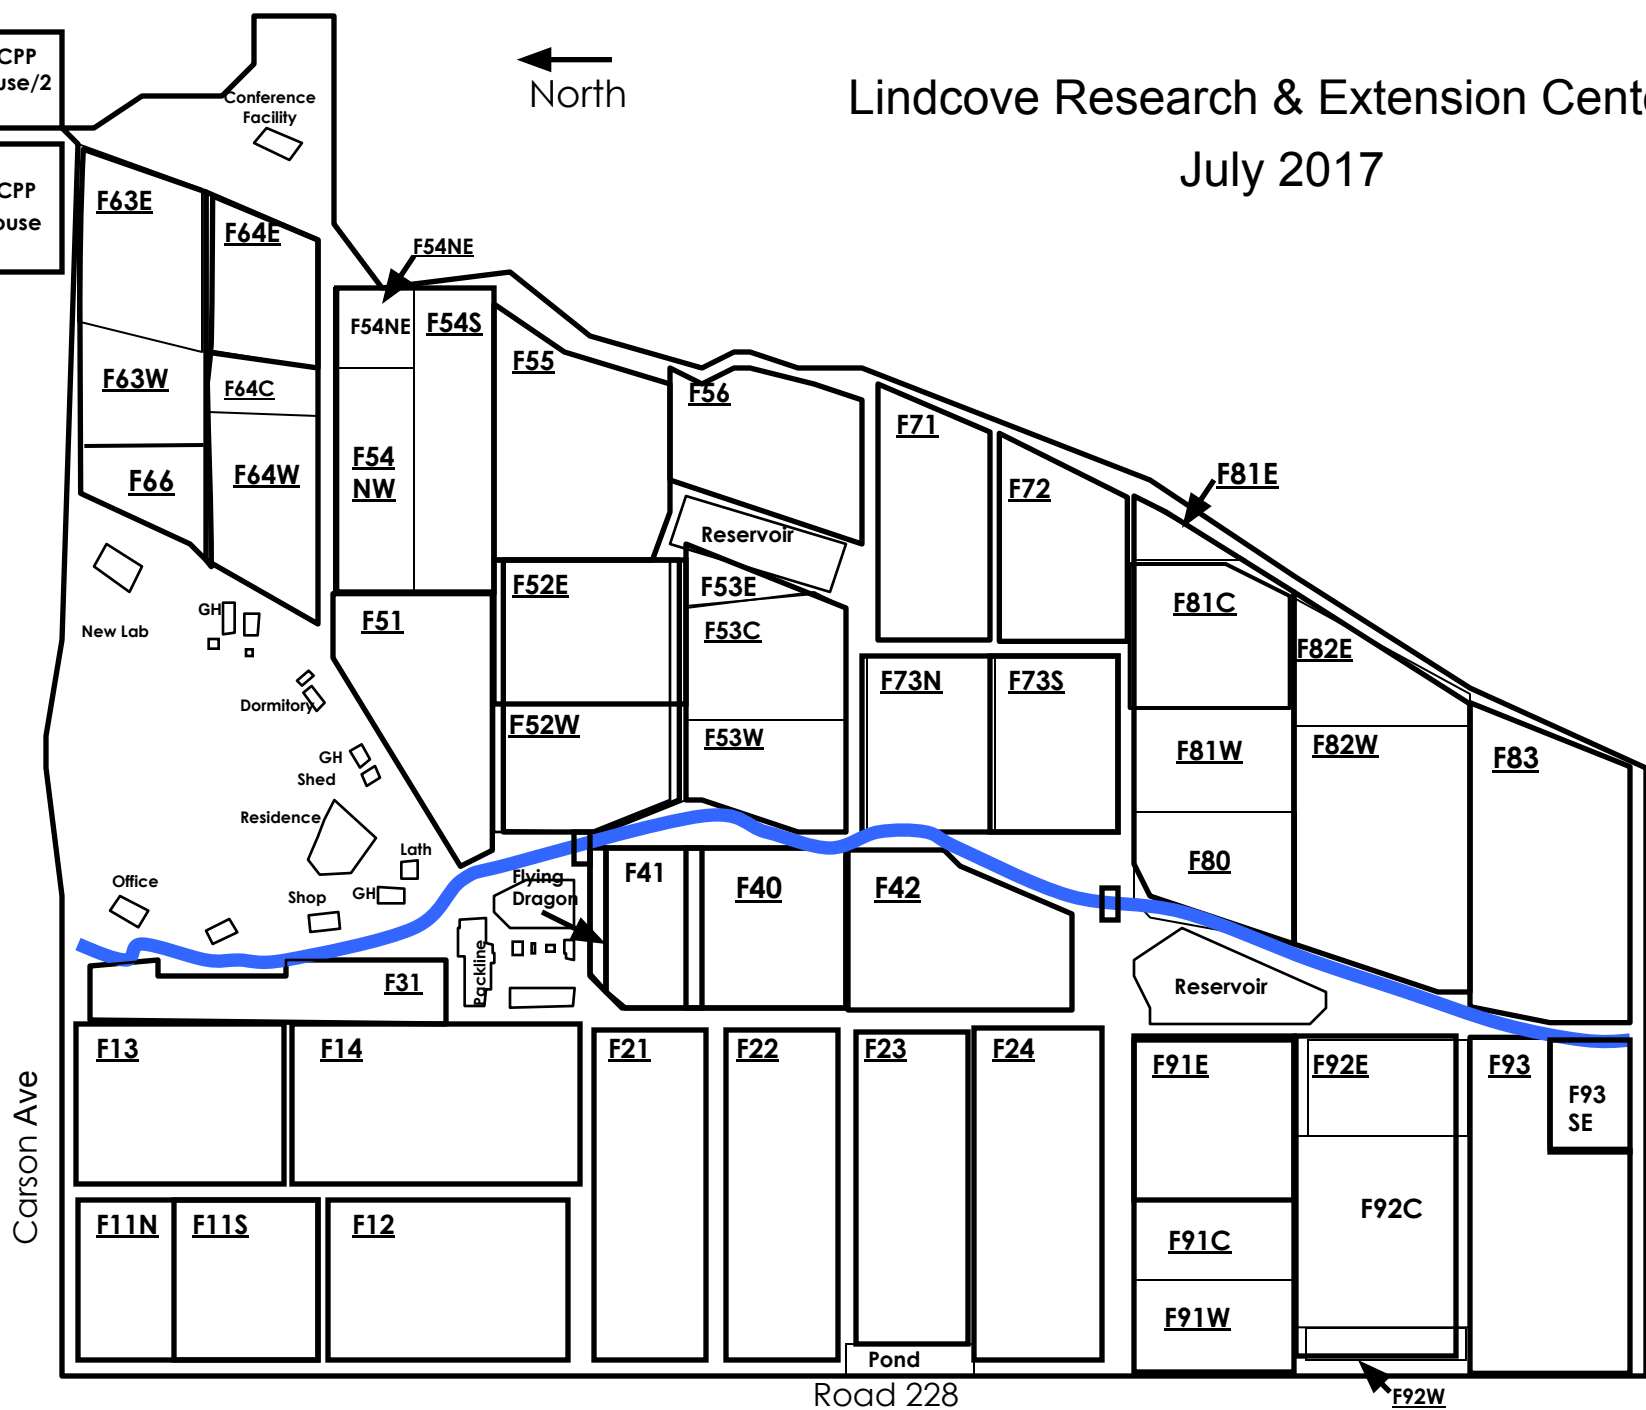 CPP
use/2
CPP
ouse
Conference
Facility
North
Lindcove Research & Extension Cent
July 2017
F63E
F64E
F54NE
F54NE
F54S
F55
F56
F63W
F64C
F71
F54
NW
F66
F64W
F72
F81E
Reservoir
F52E
F53E
F81C
GH
New Lab
F51
F53C
F82E
F73N
F73S
Dormitory
F52W
F53W
F81W
F82W
F83
GH
Shed
Residence
Lath
F80
Office
Shop
GH
Flying
Dragon
F41
F40
F42
Packline
F31
Reservoir
F13
F14
F21
F22
F23
F24
F91E
F92E
F93
F93
SE
Carson Ave
F11N
F11S
F12
F91C
F92C
F91W
Pond
Road 228
F92W